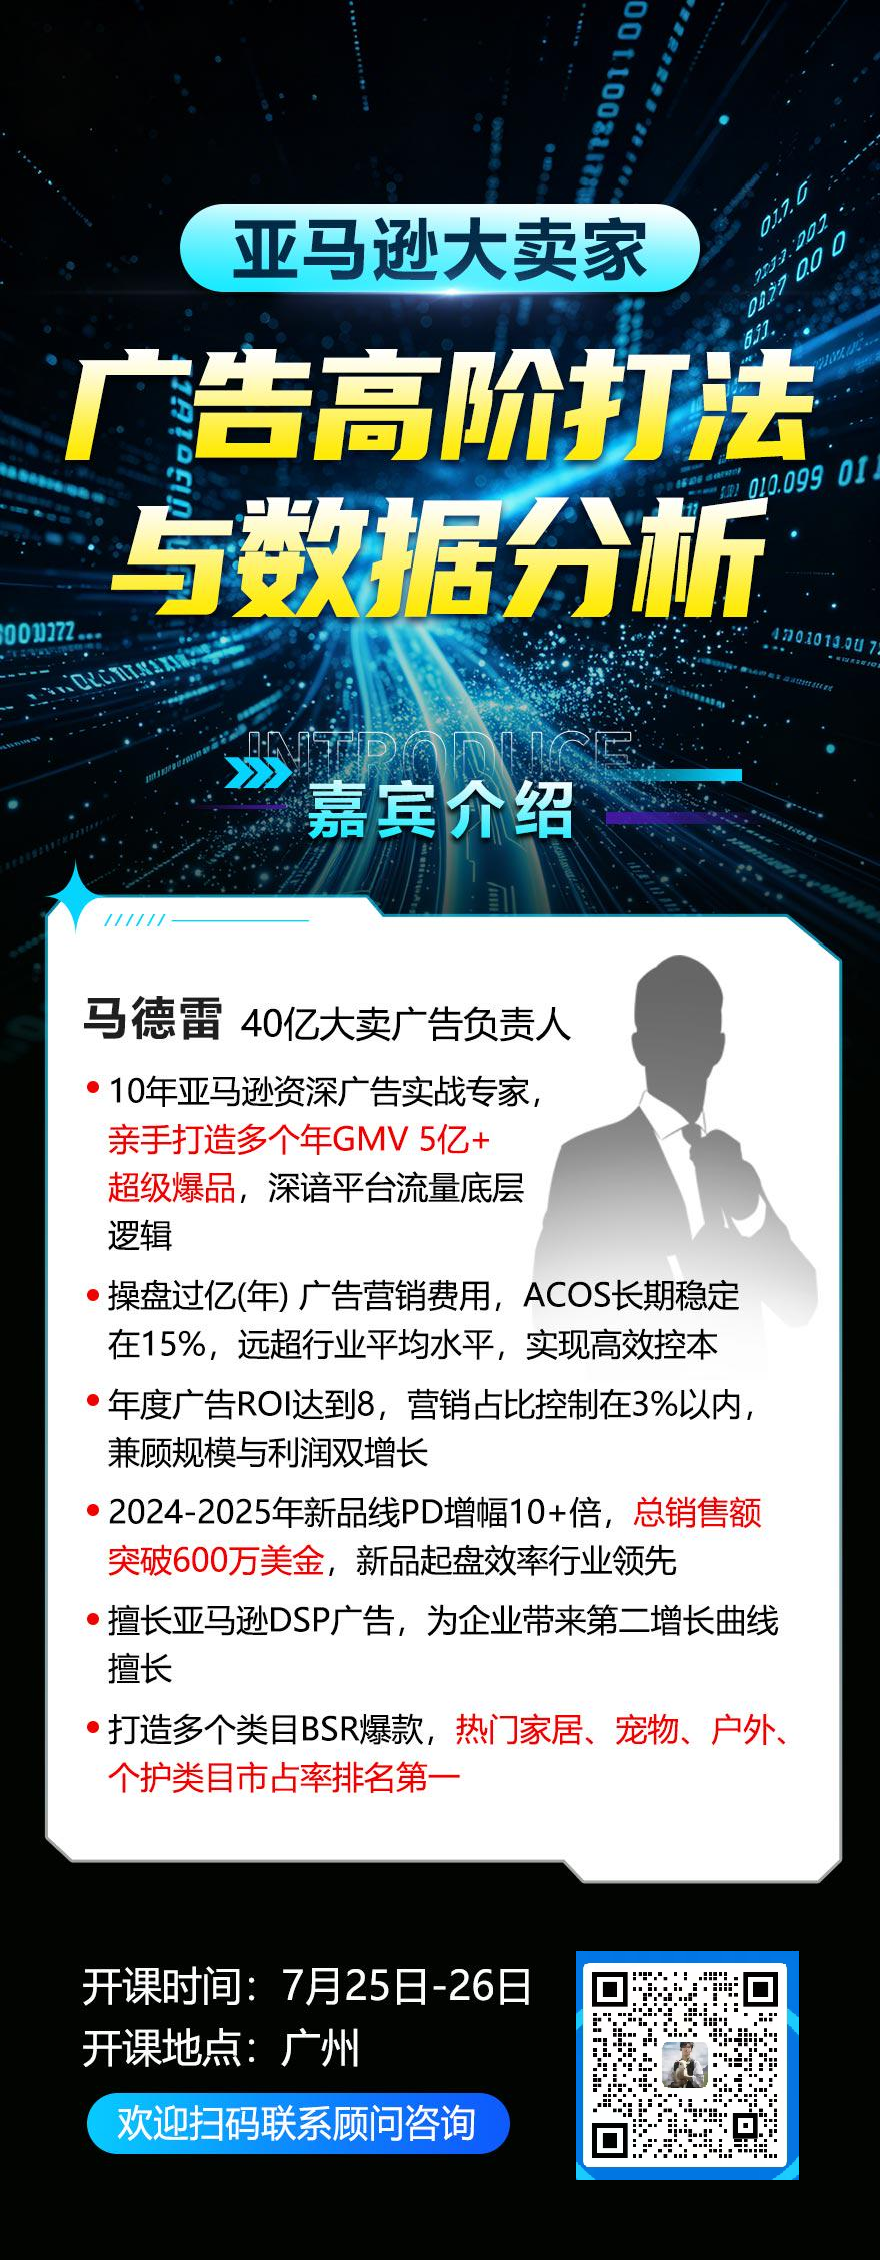 亚马逊大卖家
广告高阶打法
与数据分析
INTRODUCE
嘉宾介绍
马德雷 40亿大卖广告负责人
10年亚马逊资深广告实战专家，
亲手打造多个年GMV 5亿+
超级爆品，深谙平台流量底层
逻辑
操盘过亿(年) 广告营销费用，ACOS长期稳定
在15%，远超行业平均水平，实现高效控本
年度广告ROI达到8，营销占比控制在3%以内，
兼顾规模与利润双增长
2024-2025年新品线PD增幅10+倍，总销售额
突破600万美金，新品起盘效率行业领先
擅长亚马逊DSP广告，为企业带来第二增长曲线
擅长
打造多个类目BSR爆款，热门家居、宠物、户外、
个护类目市占率排名第一
开课时间：7月25日-26日
开课地点：广州
欢迎扫码联系顾问咨询